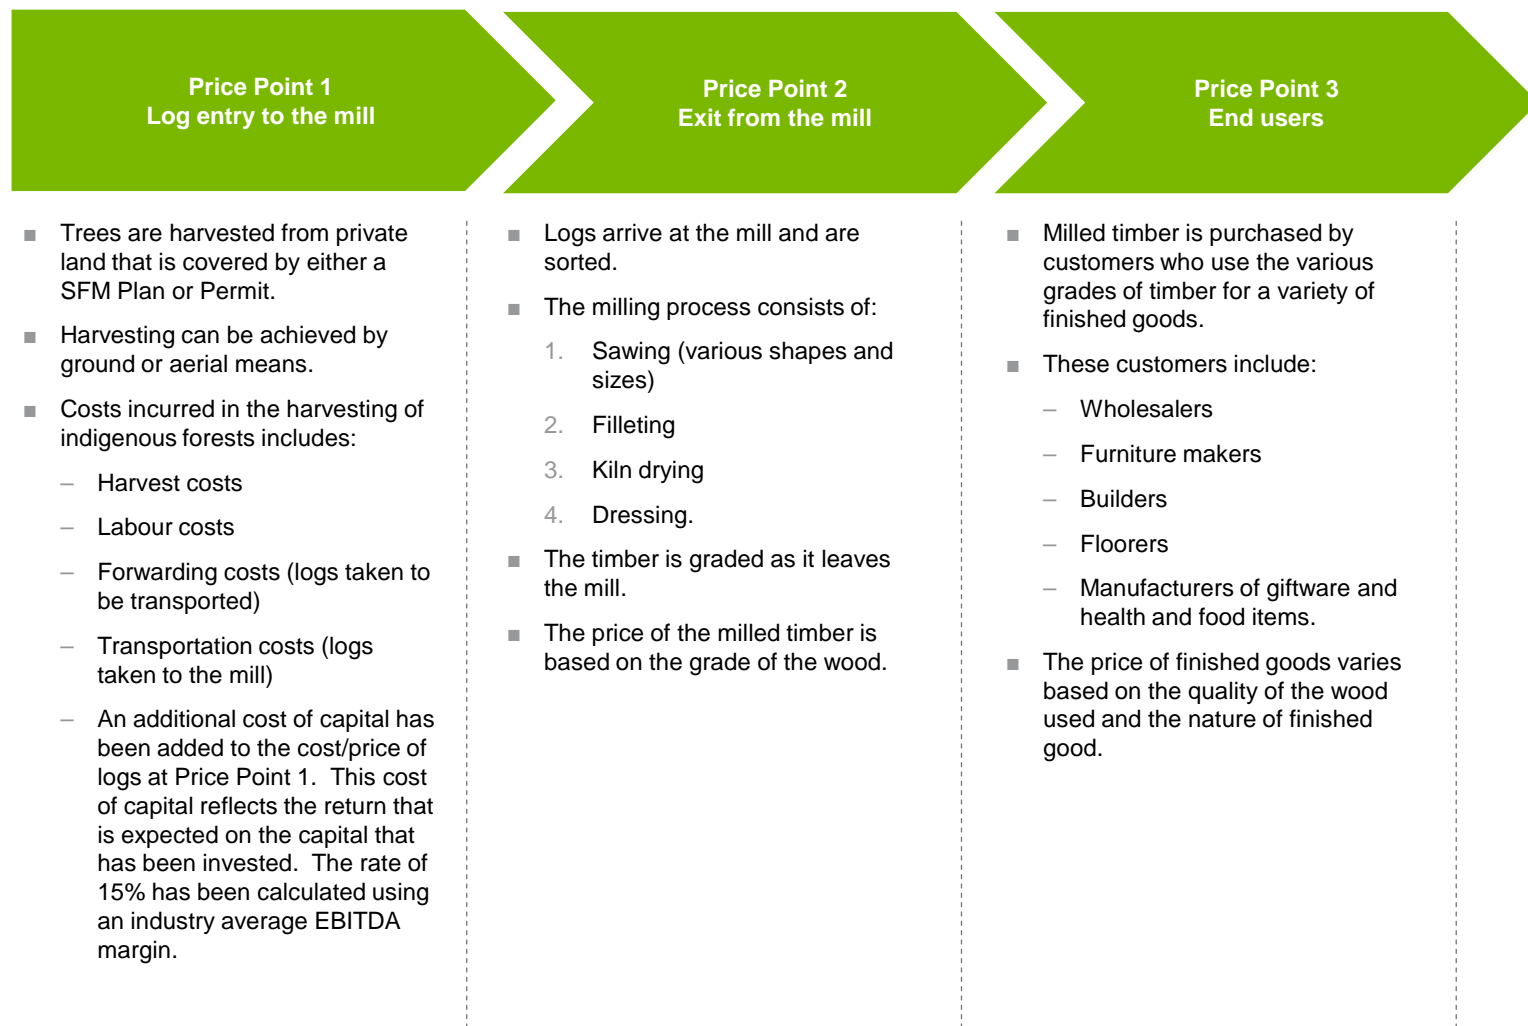 Price Point 1
Log entry to the mill
■ Trees are harvested from private
land that is covered by either a
SFM Plan or Permit.
■ Harvesting can be achieved by
ground or aerial means.
■ Costs incurred in the harvesting of
indigenous forests includes:
– Harvest costs
– Labour costs
– Forwarding costs (logs taken to
be transported)
– Transportation costs (logs
taken to the mill)
– An additional cost of capital has
been added to the cost/price of
logs at Price Point 1.  This cost
of capital reflects the return that
is expected on the capital that
has been invested.  The rate of
15% has been calculated using
an industry average EBITDA
margin.
Price Point 2
Exit from the mill
■ Logs arrive at the mill and are
sorted.
■ The milling process consists of:
1. Sawing (various shapes and
sizes)
2. Filleting
3. Kiln drying
4. Dressing.
■ The timber is graded as it leaves
the mill.
■ The price of the milled timber is
based on the grade of the wood.
Price Point 3
End users
■ Milled timber is purchased by
customers who use the various
grades of timber for a variety of
finished goods.
■ These customers include:
– Wholesalers
– Furniture makers
– Builders
– Floorers
– Manufacturers of giftware and
health and food items.
■ The price of finished goods varies
based on the quality of the wood
used and the nature of finished
good.